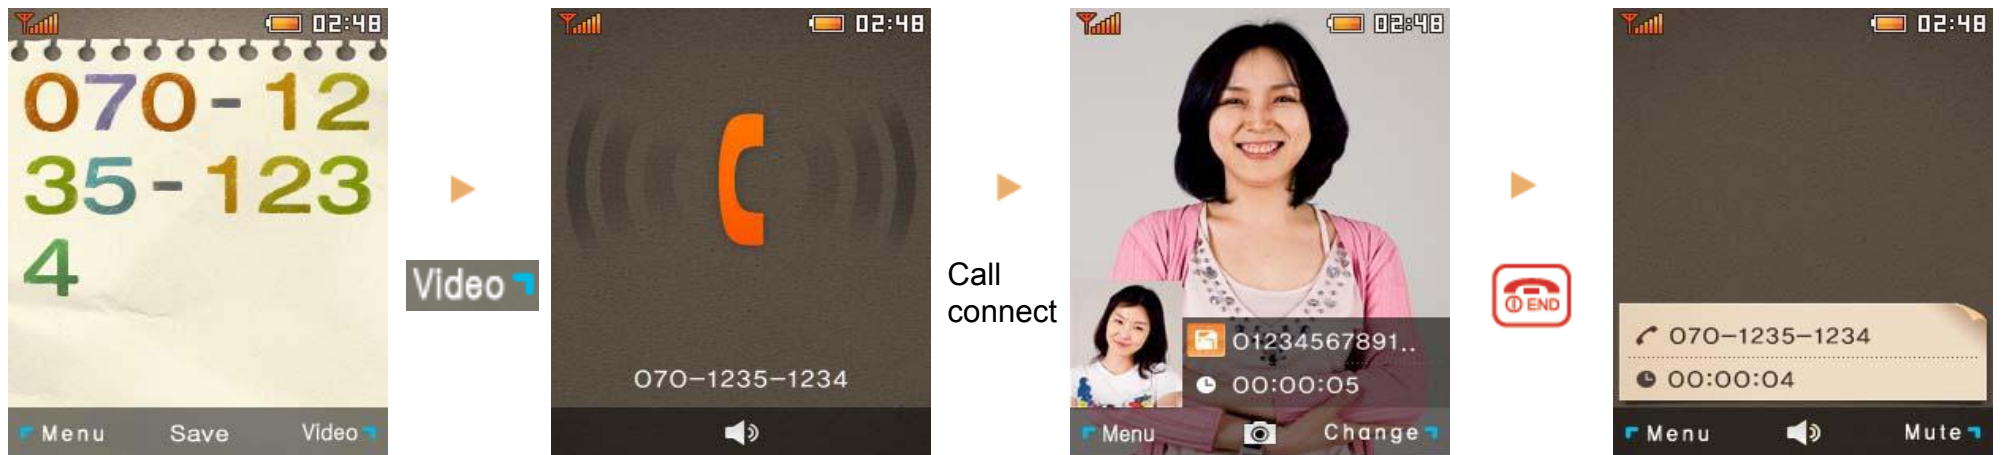 02:48
070-12
35-123
4
Menu Save Video
Video
02:48
070-1235-1234
Call
connect
02:48
01234567891..
00:00:05
Menu Change
END
02:48
070-1235-1234
00:00:04
Menu Mute